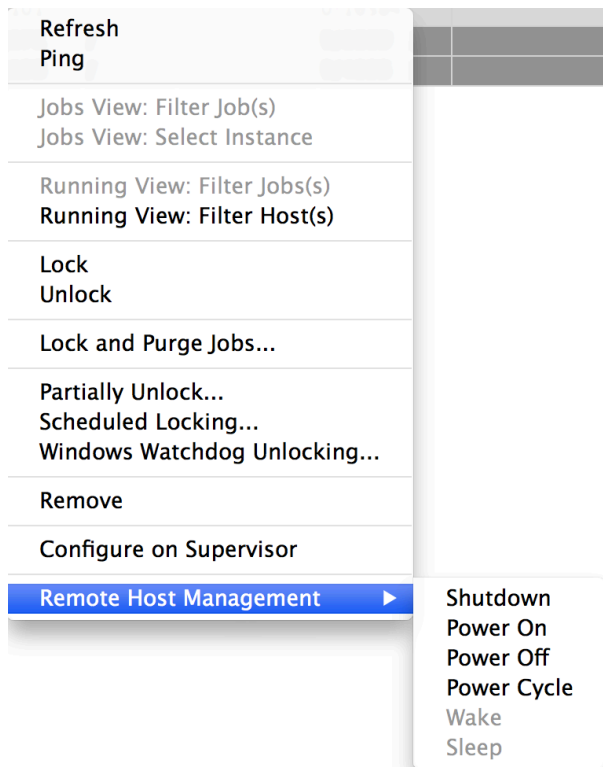 Refresh
Ping
Jobs View: Filter Job(s)
Jobs View: Select Instance
Running View: Filter Jobs(s)
Running View: Filter Host(s)
Lock
Unlock
Lock and Purge Jobs...
Partially Unlock...
Scheduled Locking...
Windows Watchdog Unlocking...
Remove
Configure on Supervisor
Remote Host Management
Shutdown
Power On
Power Off
Power Cycle
Wake
Sleep